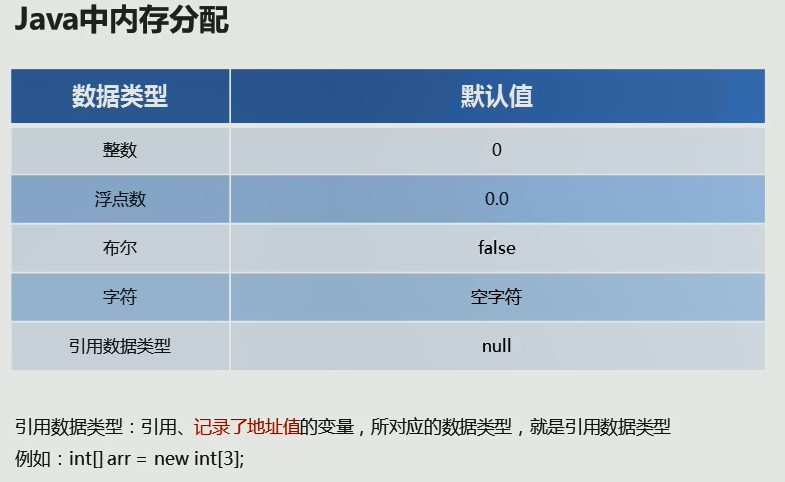 Java中内存分配
数据类型 默认值
整数 0
浮点数 0.0
布尔 false
字符 空字符
引用数据类型 null
引用数据类型：引用、记录了地址值的变量，所对应的数据类型，就是引用数据类型
例如：int[] arr = new int[3];